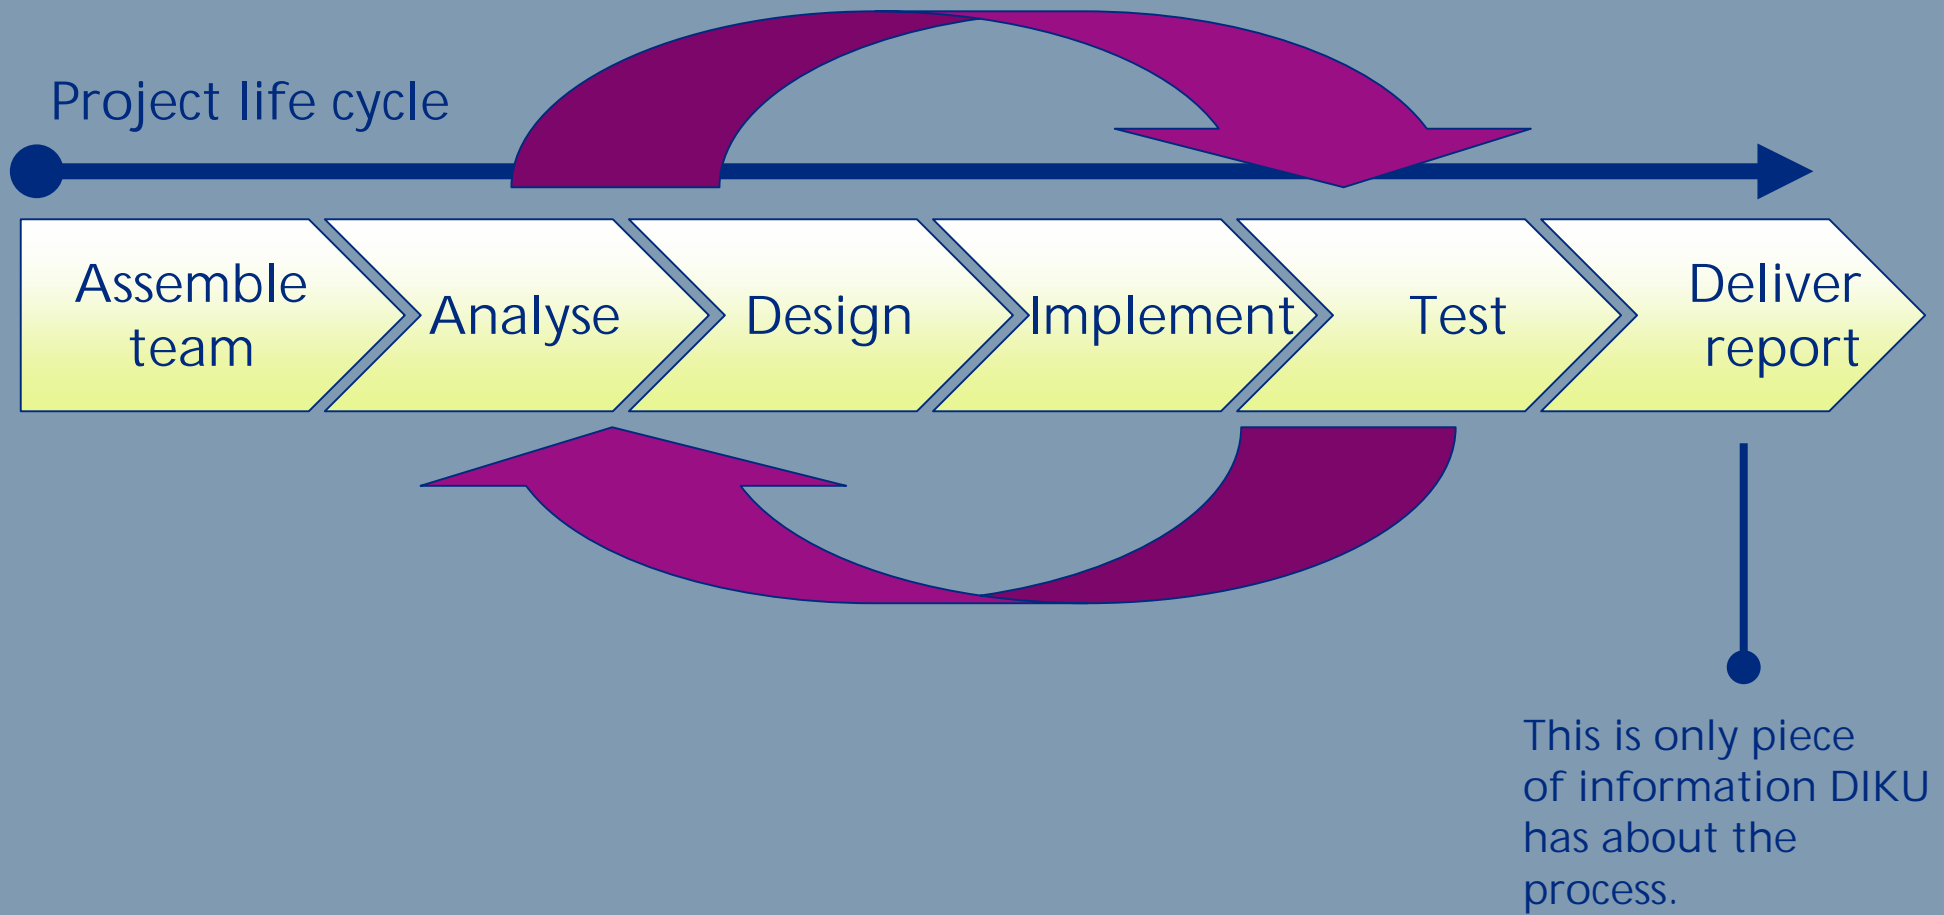 Project life cycle
Assemble
team
Analyse
Design
Implement
Test
Deliver
report
This is only piece
of information DIKU
has about the
process.